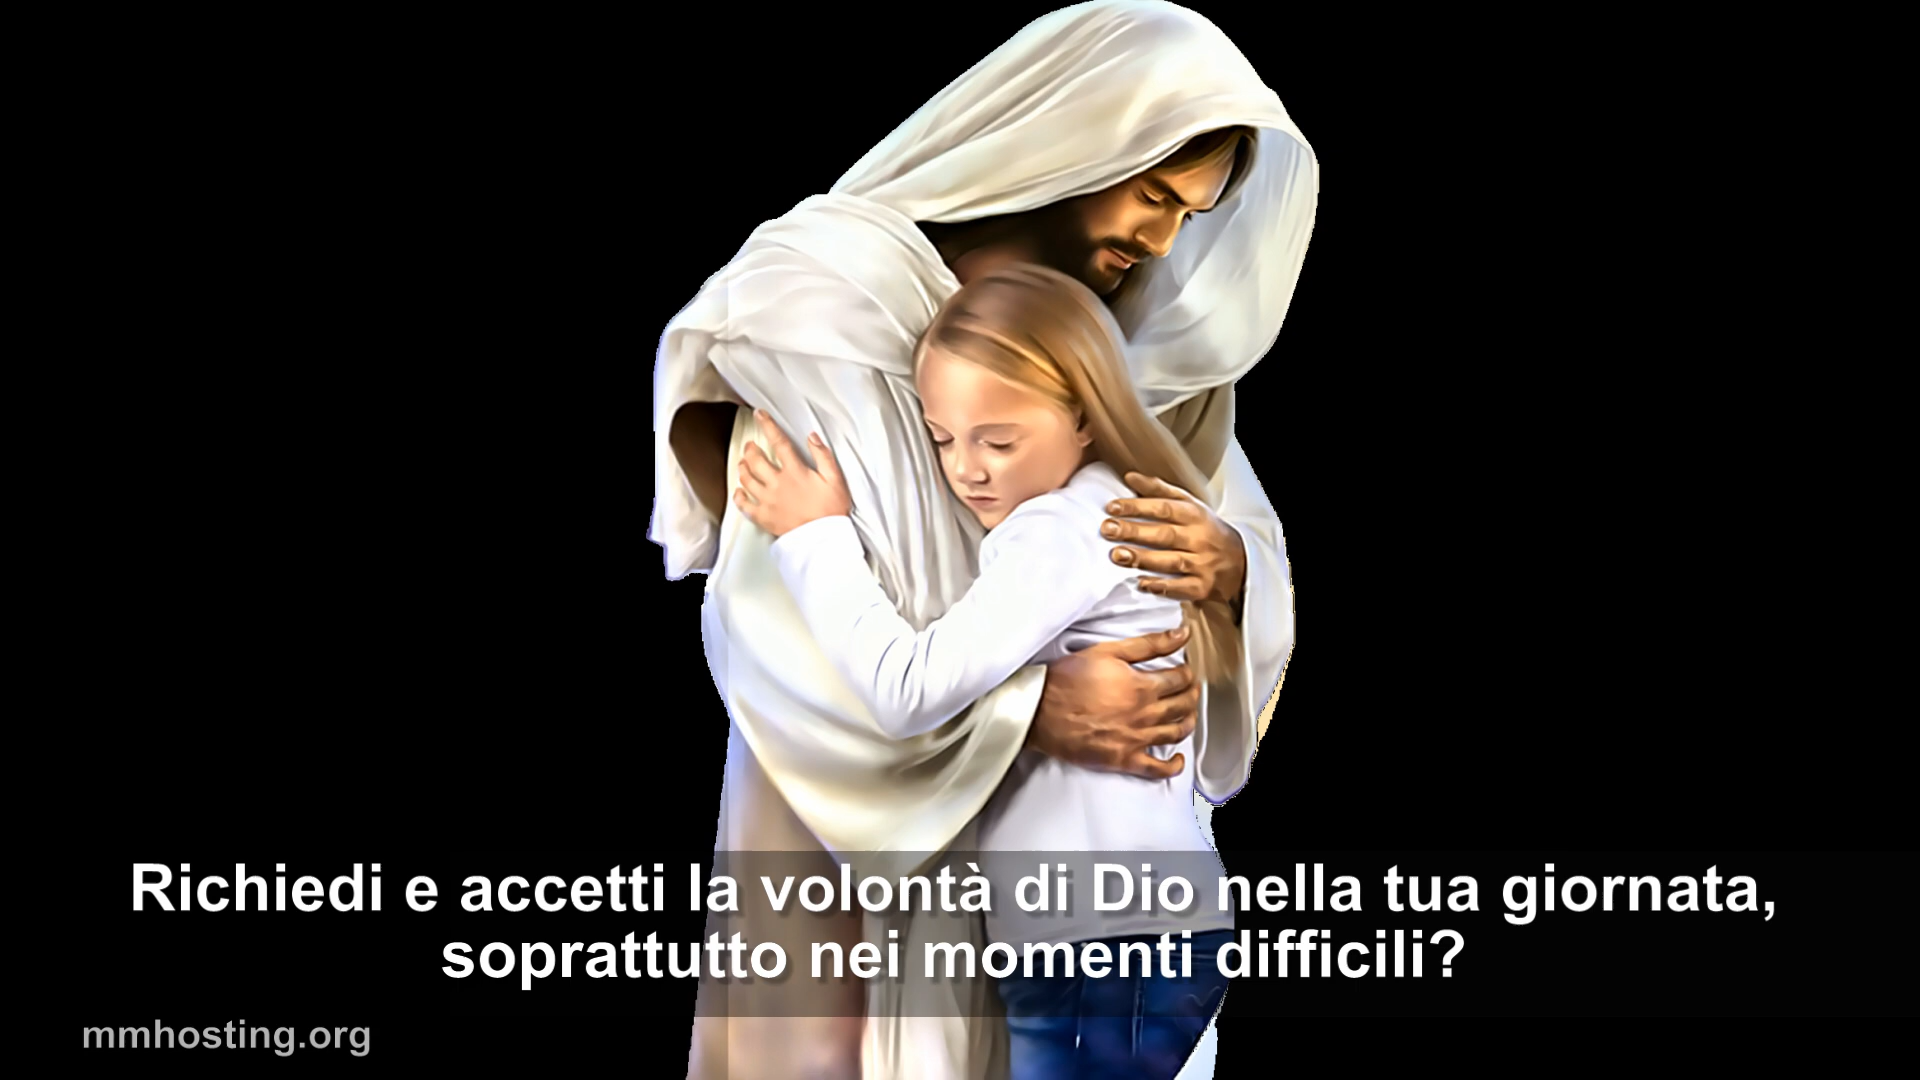 Richiedi e accetti la volontà di Dio nella tua giornata,
soprattutto nei momenti difficili?
mmhosting.org